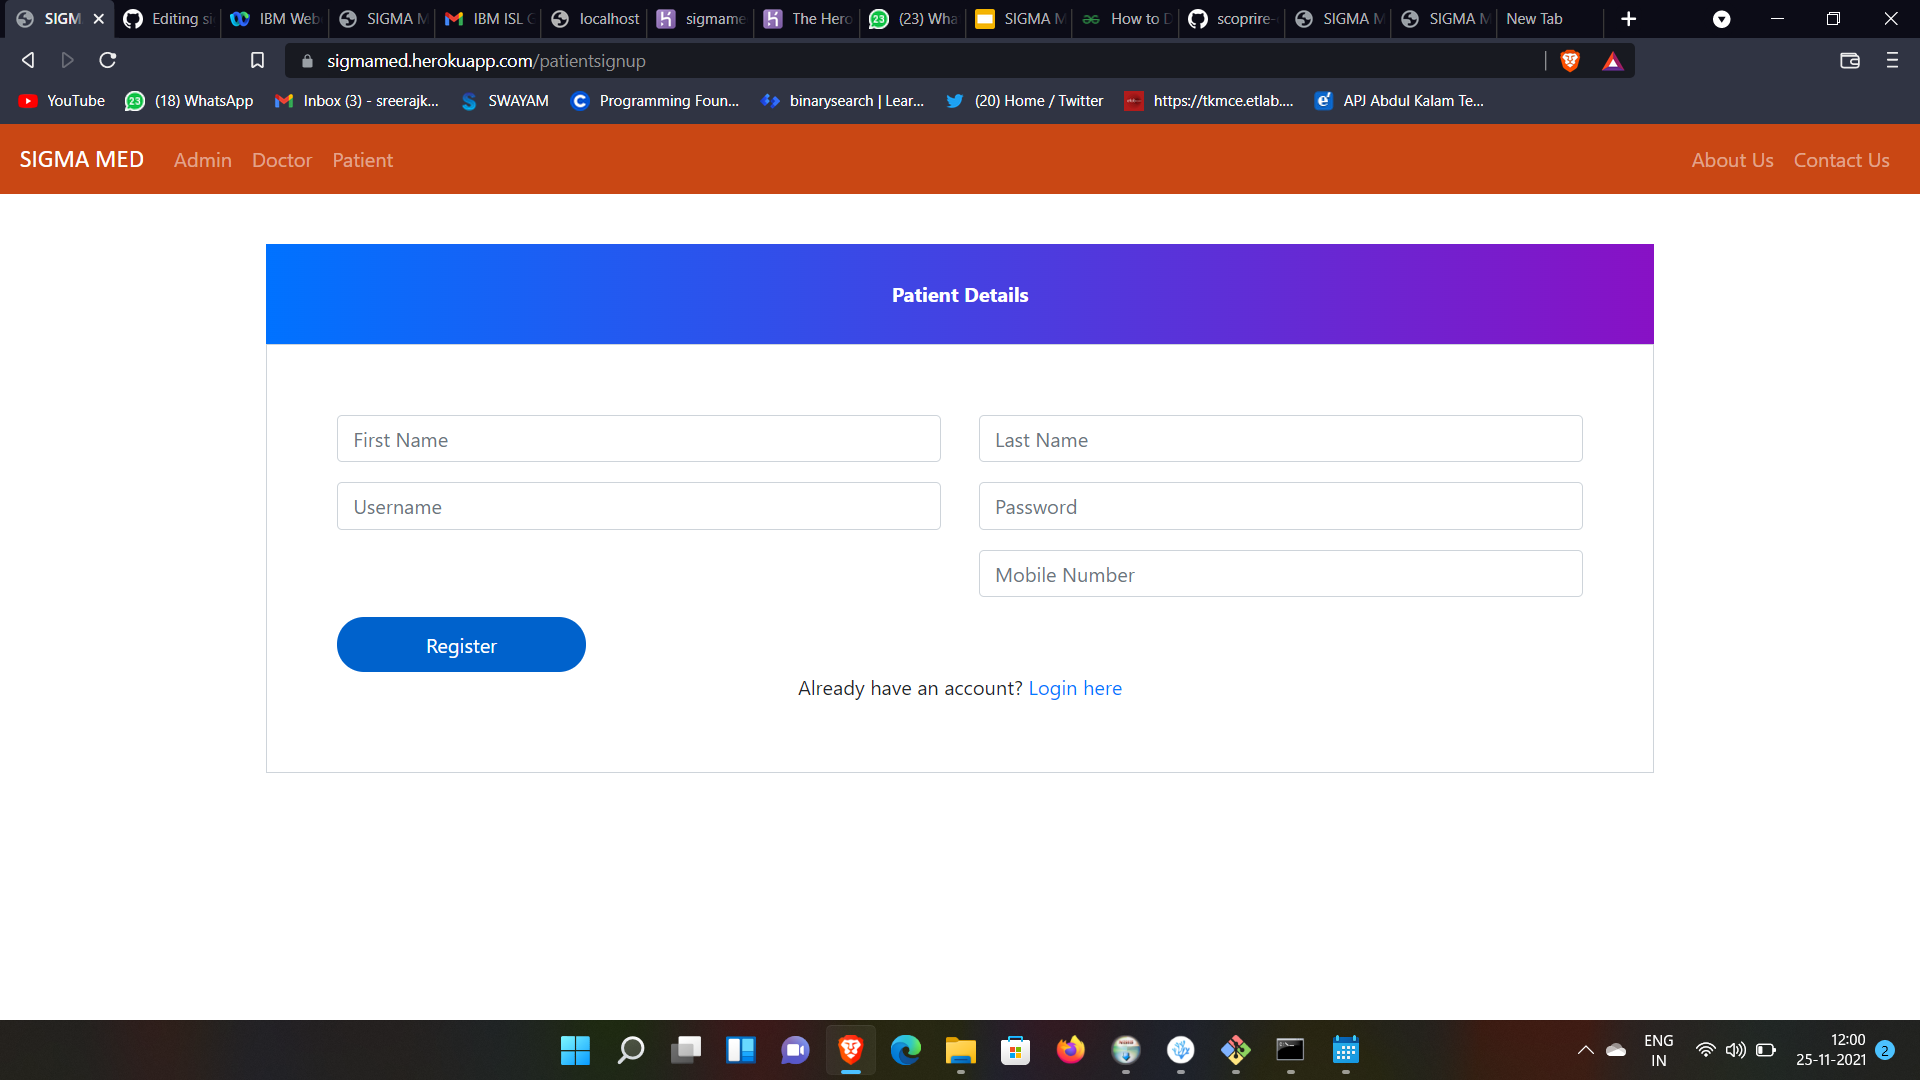 SIGM
Editing si
IBM Web
SIGMA M
IBM ISL G
localhost
sigmame
The Hero
23
(23) Wha
SIGMA M
How to D
scoprire-
SIGMA M
SIGMA M
New Tab
sigmamed.herokuapp.com/patientsignup
YouTube
23
(18) WhatsApp
Inbox (3) - sreerajk...
SWAYAM
Programming Foun...
binarysearch | Lear...
(20) Home / Twitter
https://tkmce.etlab....
APJ Abdul Kalam Te...
SIGMA MED
Admin
Doctor
Patient
About Us
Contact Us
Patient Details
First Name
Last Name
Username
Password
Mobile Number
Register
Already have an account? Login here
ENG
IN
12:00
25-11-2021
2